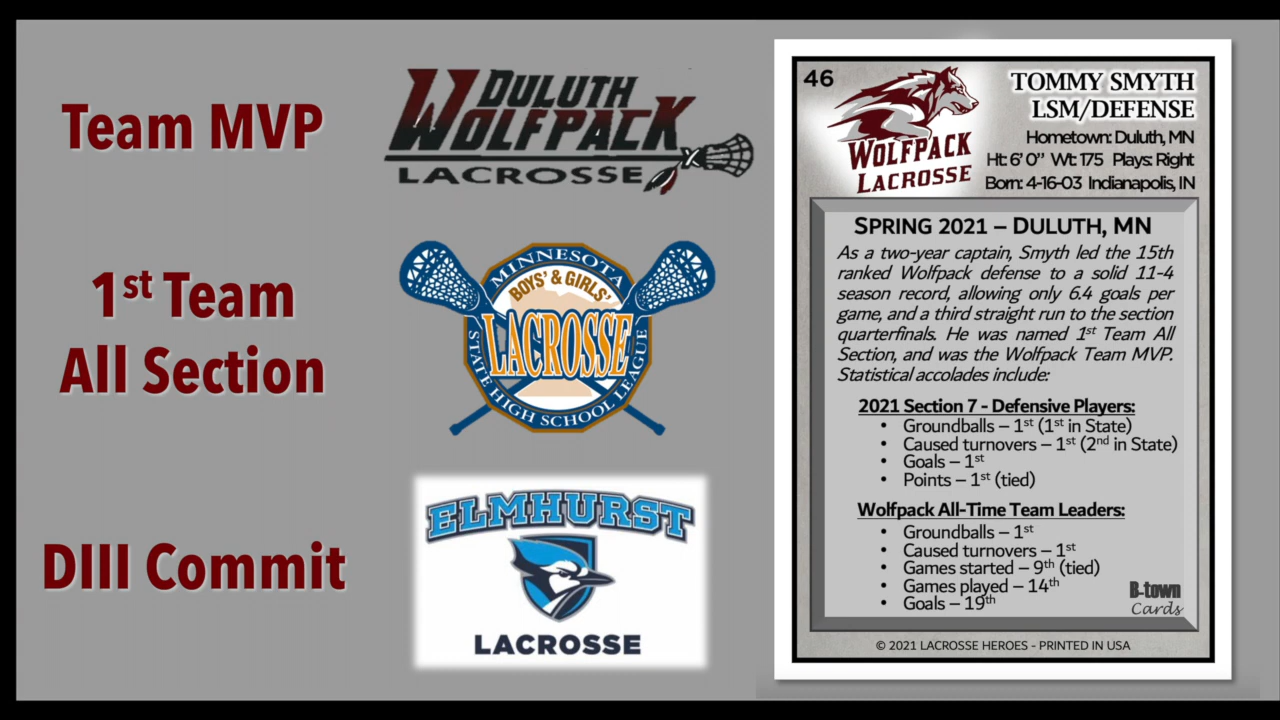 Team MVP
DULUTH
WOLFPACK
LACROSSE
1st Team
All Section
MINNESOTA
BOYS' & GIRLS'
LACROSSE
STATE HIGH SCHOOL LEAGUE
DIII Commit
ELMHURST
LACROSSE
46
WOLFPACK
LACROSSE
TOMMY SMYTH
LSM/DEFENSE
Hometown: Duluth, MN
Ht: 6' 0" Wt: 175 Plays: Right
Born: 4-16-03 Indianapolis, IN
SPRING 2021 – DULUTH, MN
As a two-year captain, Smyth led the 15th
ranked Wolfpack defense to a solid 11-4
season record, allowing only 6.4 goals per
game, and a third straight run to the section
quarterfinals. He was named 1st Team All
Section, and was the Wolfpack Team MVP.
Statistical accolades include:
2021 Section 7 - Defensive Players:
• Groundballs – 1st (1st in State)
• Caused turnovers – 1st (2nd in State)
• Goals – 1st
• Points – 1st (tied)
Wolfpack All-Time Team Leaders:
• Groundballs – 1st
• Caused turnovers – 1st
• Games started – 9th (tied)
• Games played – 14th
• Goals – 19th
B-town
Cards
© 2021 LACROSSE HEROES - PRINTED IN USA